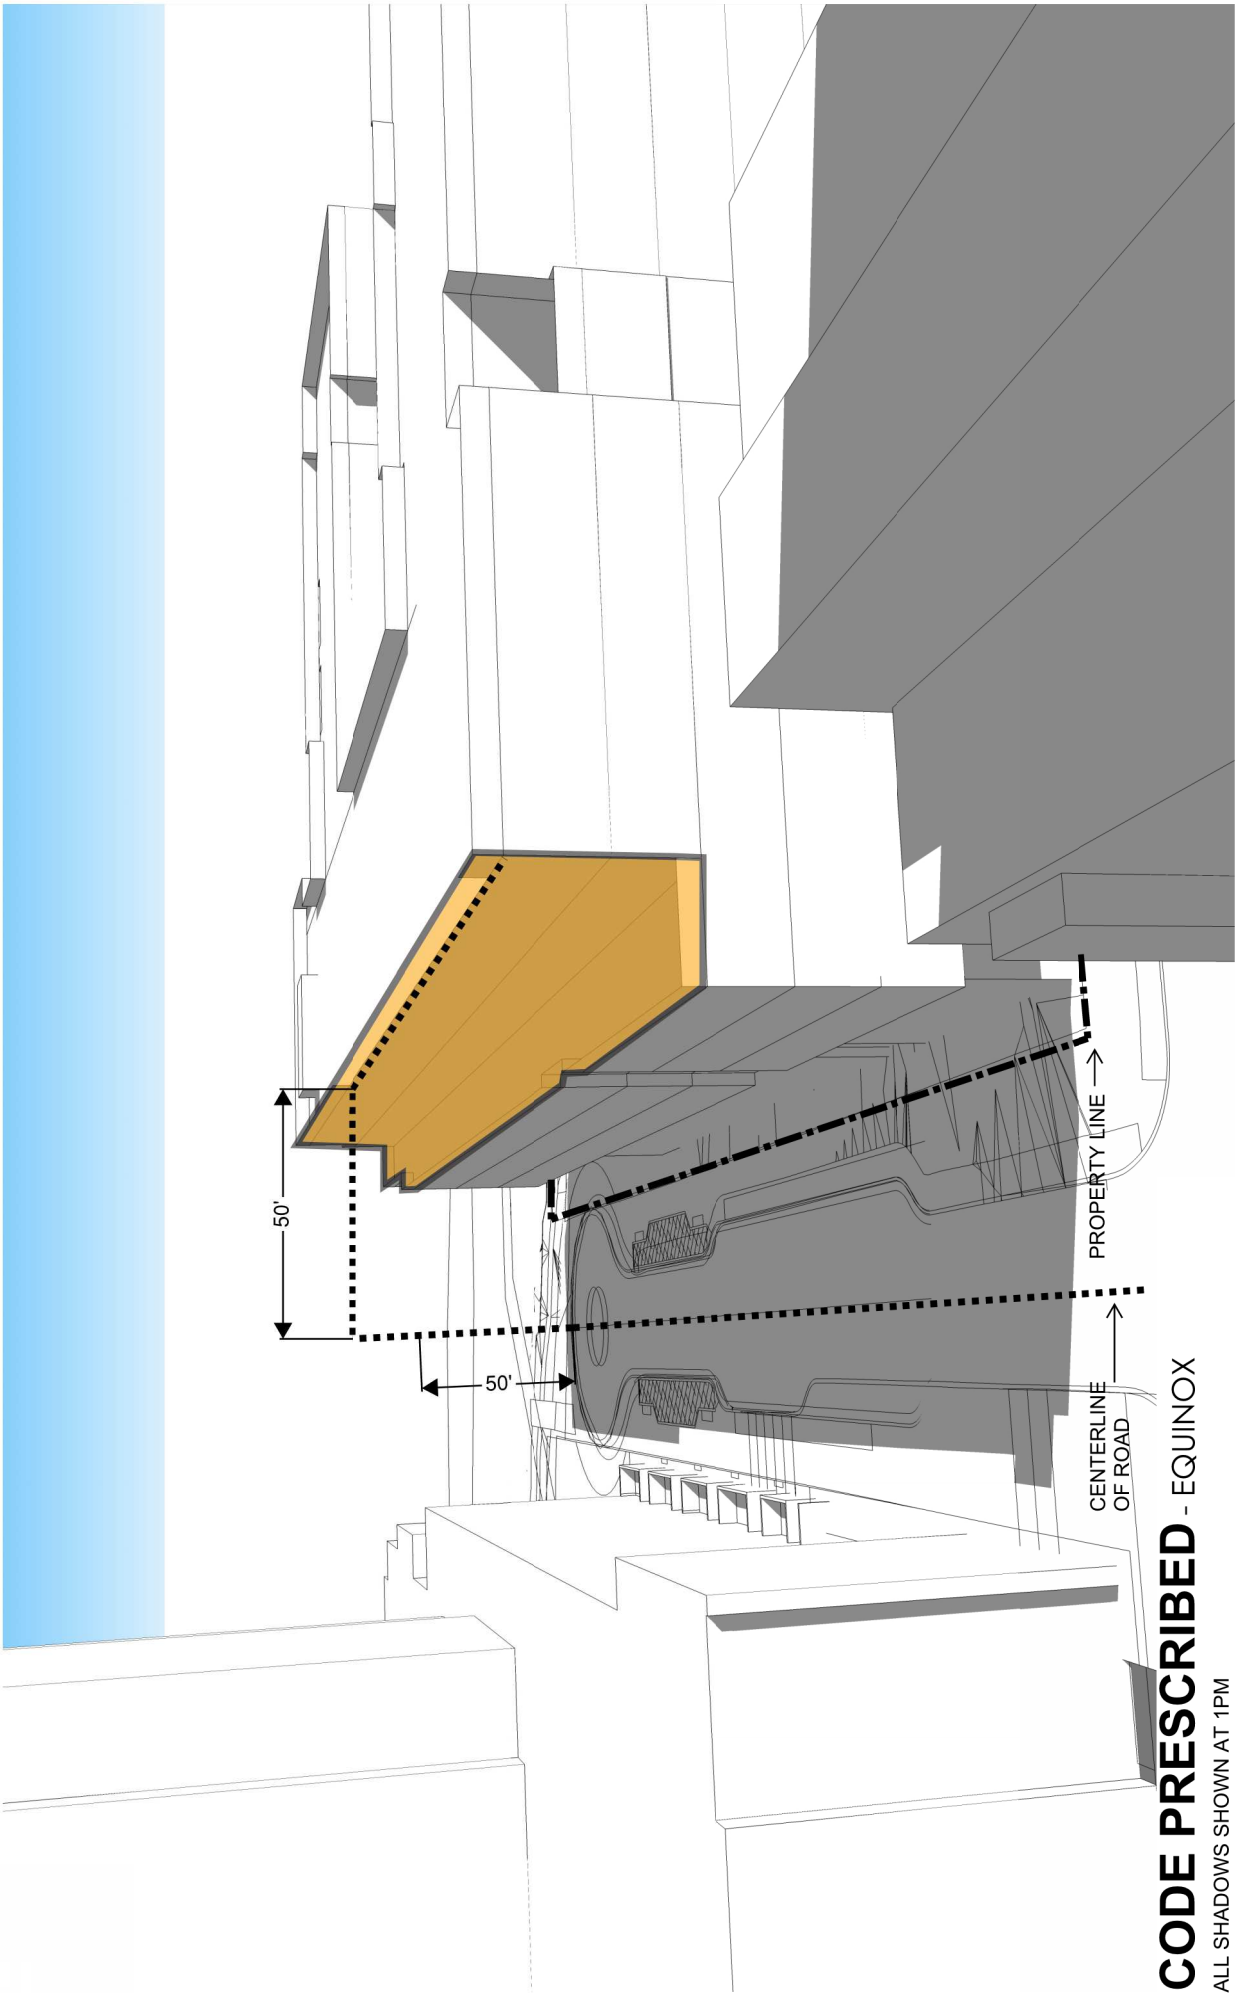 50'
50'
PROPERTY LINE
CENTERLINE
OF ROAD
CODE PRESCRIBED - EQUINOX
ALL SHADOWS SHOWN AT 1PM